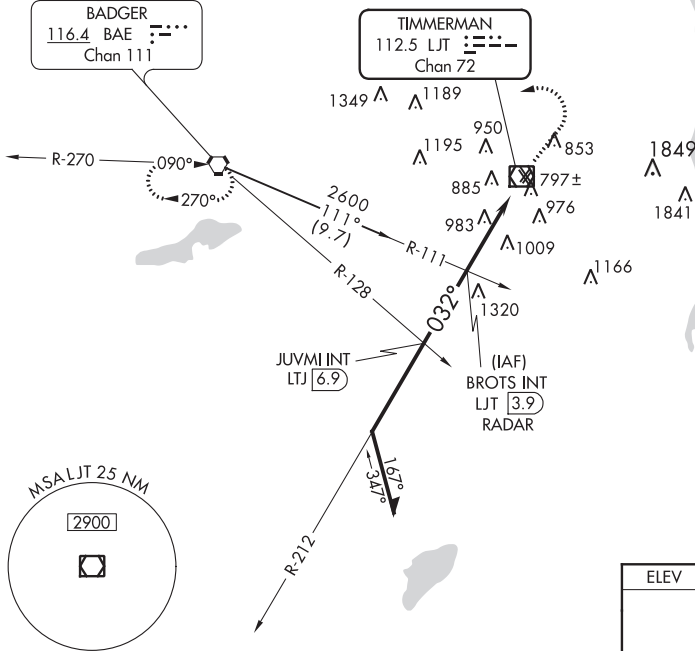 BADGER
116.4 BAE
Chan 111
TIMMERMAN
112.5 LJT
Chan 72
1349
1189
1195
950
853
1849
885
797±
1841
983
976
1009
1166
1320
R-270
090°
270°
2600
111°
(9.7)
R-111
R-128
032°
JUVMI INT
LTJ 6.9
(IAF)
BROTS INT
LJT 3.9
RADAR
167°
347°
R-212
MSA LJT 25 NM
2900
ELEV